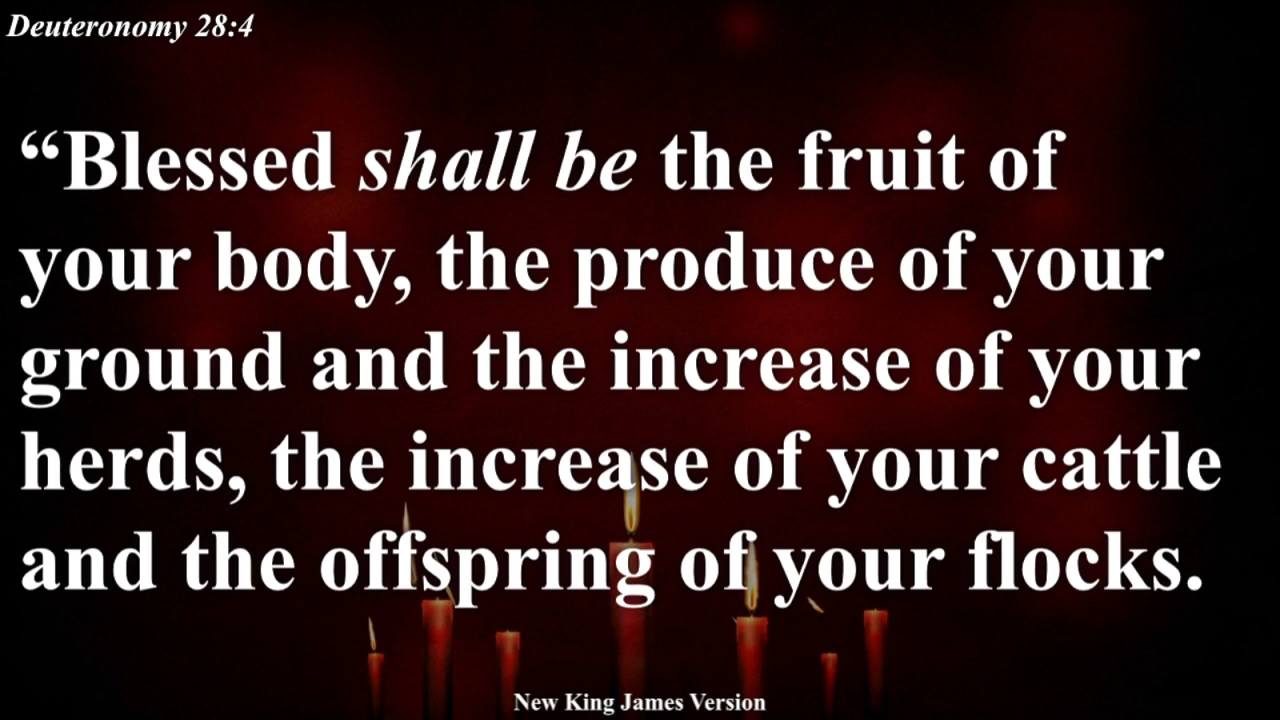 Deuteronomy 28:4
“Blessed shall be the fruit of
your body, the produce of your
ground and the increase of your
herds, the increase of your cattle
and the offspring of your flocks.
New King James Version